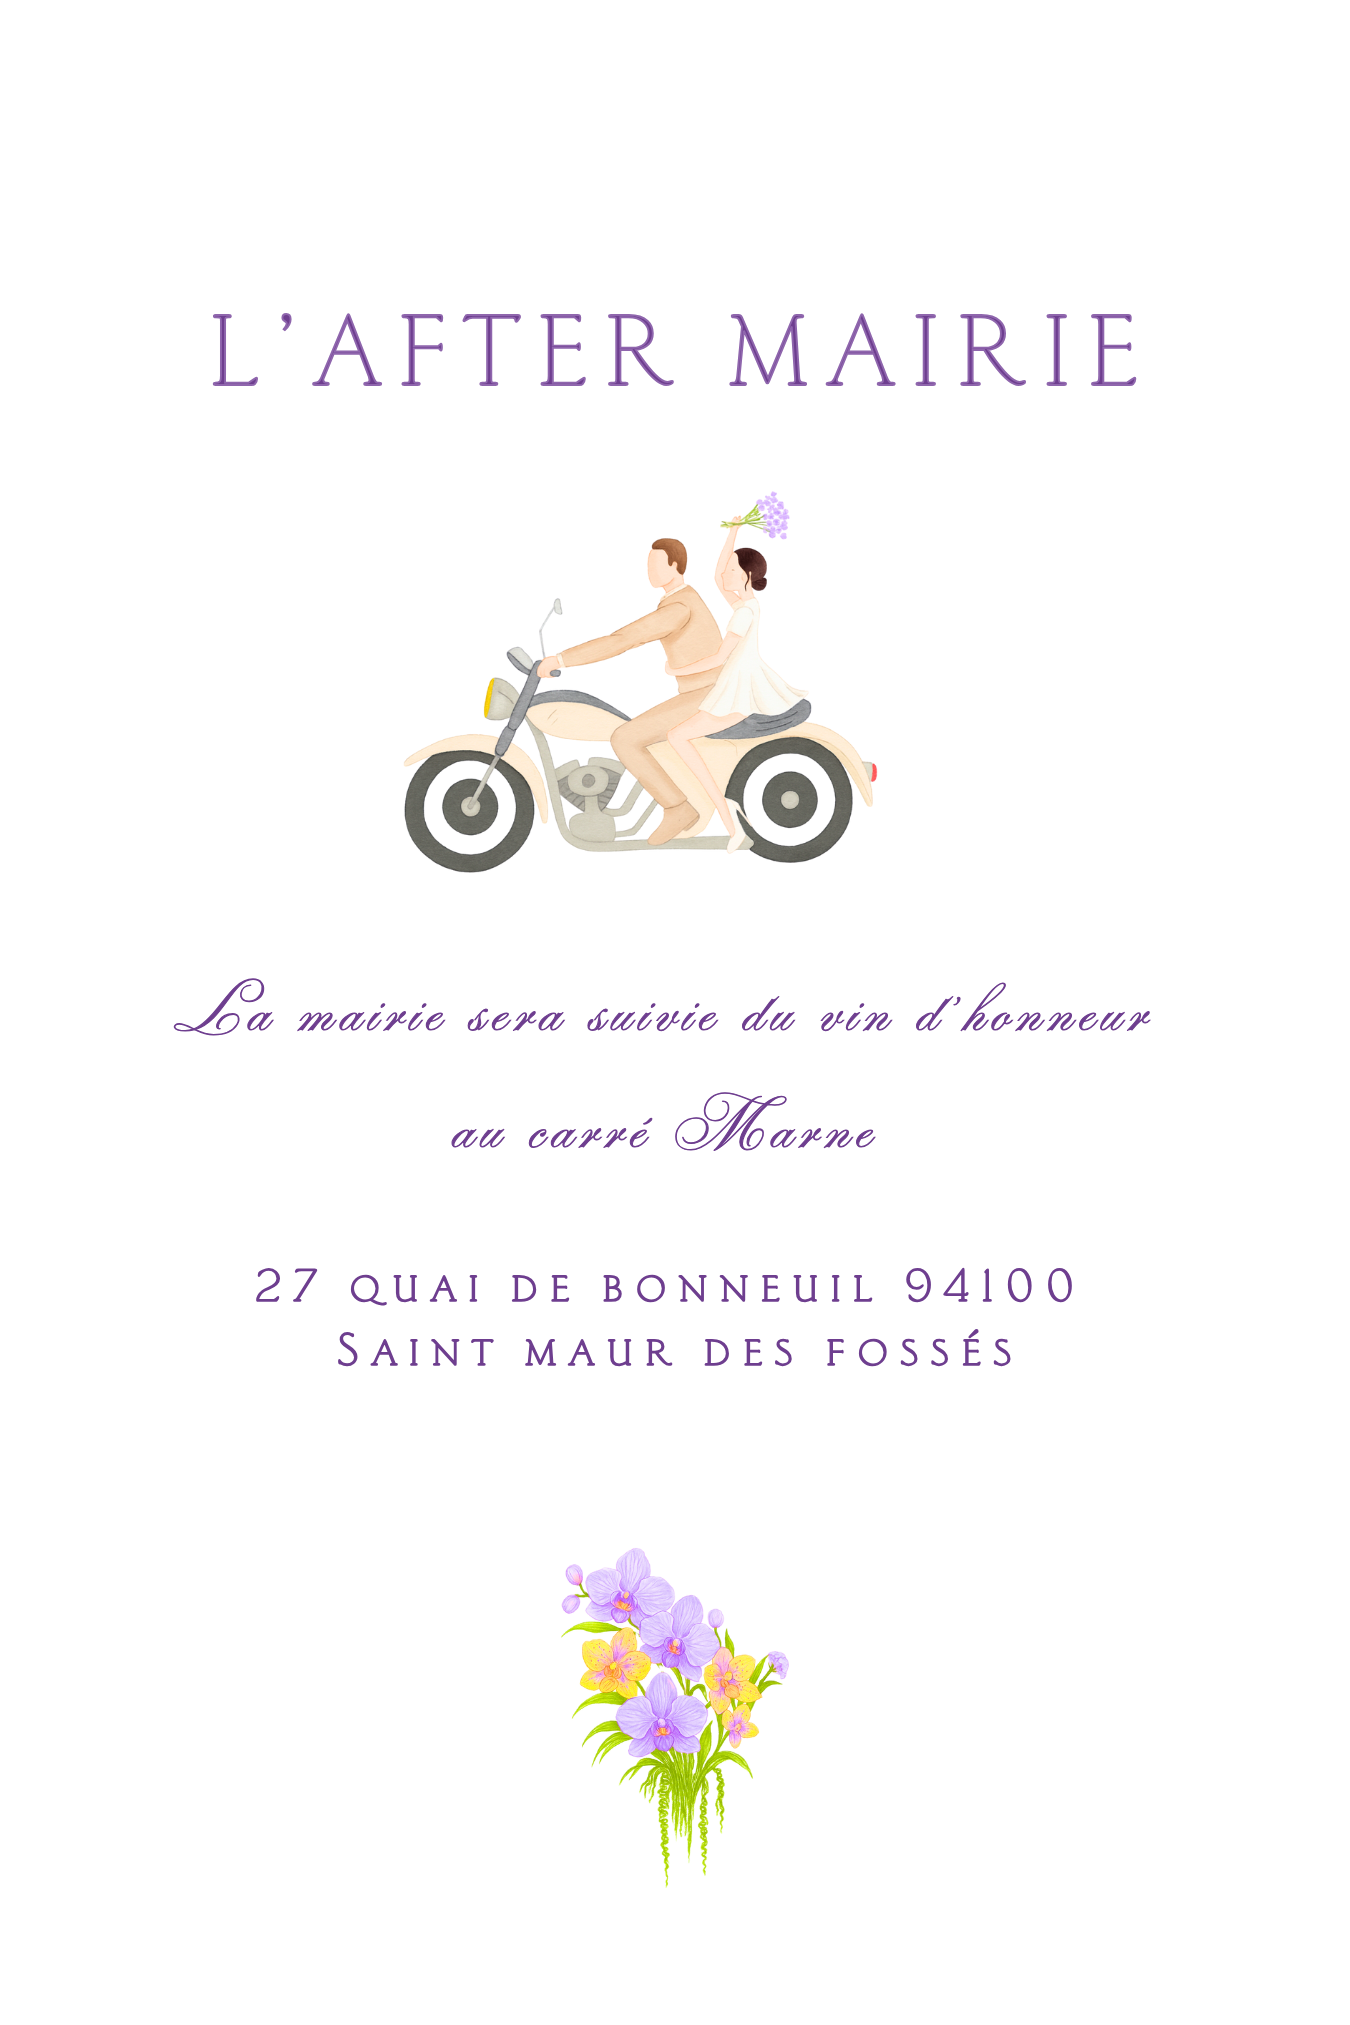 L’AFTER MAIRIE
La mairie sera suivie du vin d’honneur
au carré Marne
27 QUAI DE BONNEUIL 94100
SAINT MAUR DES FOSSÉS